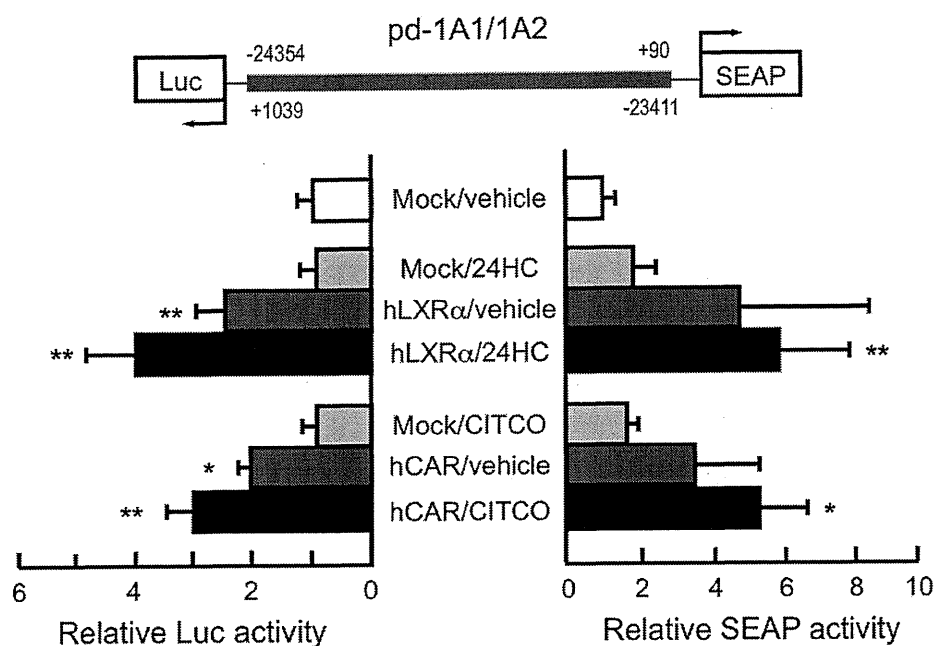 pd-1A1/1A2
-24354
+90
Luc
SEAP
+1039
-23411
Mock/vehicle
Mock/24HC
** hLXRα/vehicle
** hLXRα/24HC **
Mock/CITCO
* hCAR/vehicle
** hCAR/CITCO *
6 4 2 0 0 2 4 6 8 10
Relative Luc activity Relative SEAP activity